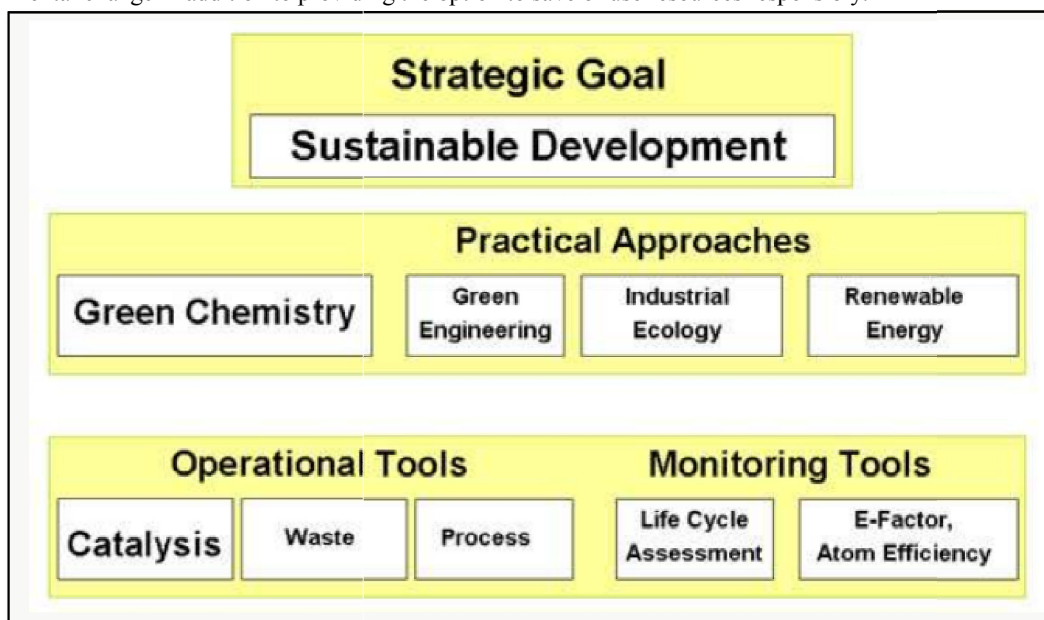 Strategic Goal
Sustainable Development
Practical Approaches
Green Chemistry
Green
Engineering
Industrial
Ecology
Renewable
Energy
Operational Tools
Monitoring Tools
Catalysis
Waste
Process
Life Cycle
Assessment
E-Factor,
Atom Efficiency